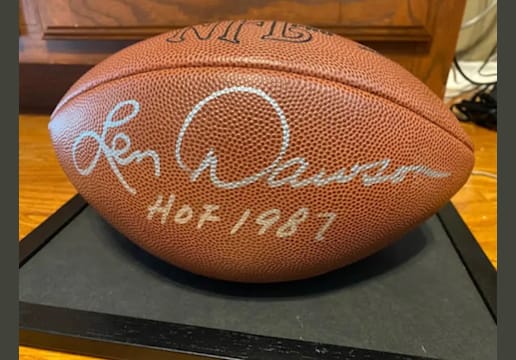 NFL®
Len Dawson
HOF 1987